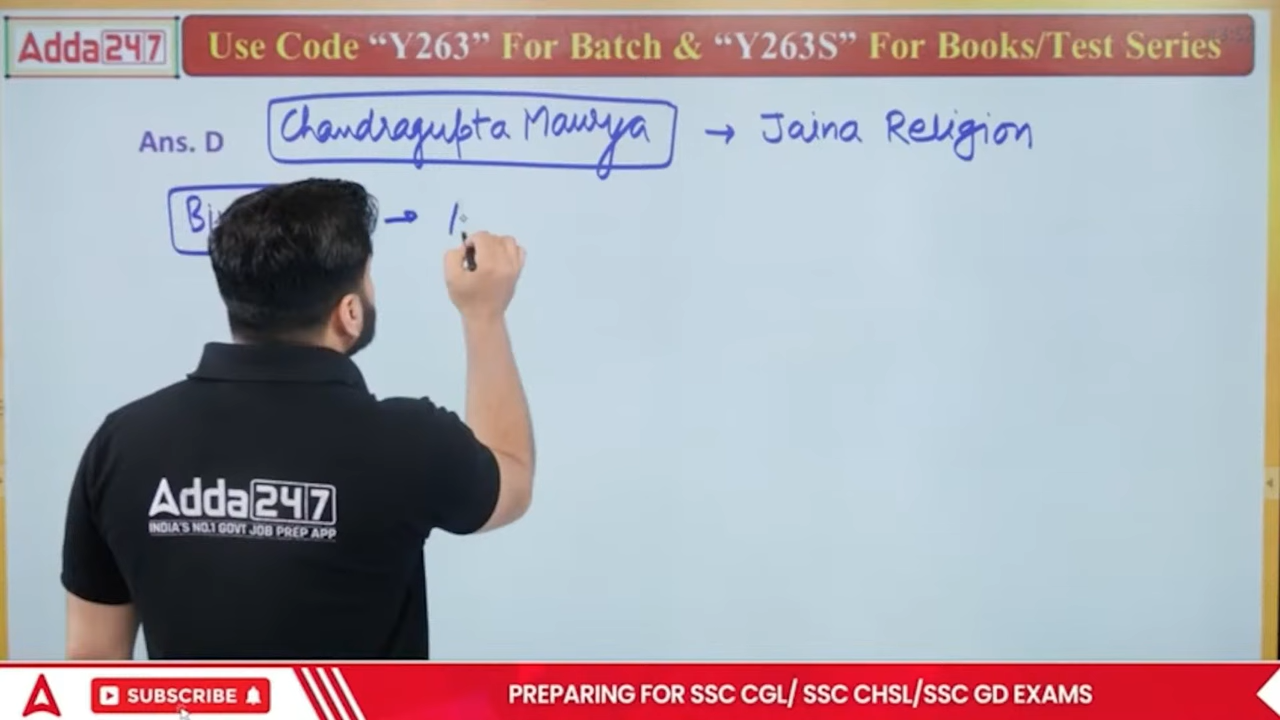 Adda247
Use Code “Y263” For Batch & “Y263S” For Books/Test Series
Ans. D
Chandragupta Maurya → Jaina Religion
→
Adda247
INDIA'S NO.1 GOVT JOB PREP APP
SUBSCRIBE
PREPARING FOR SSC CGL/ SSC CHSL/SSC GD EXAMS